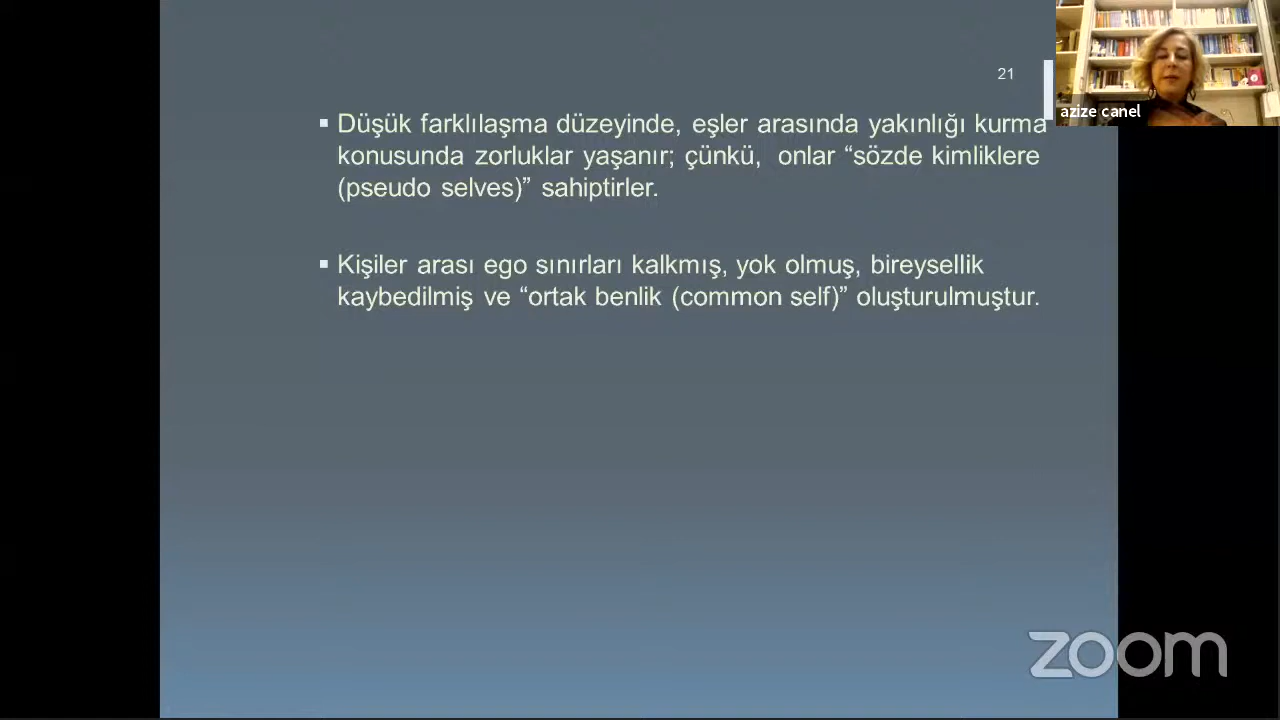 21
azize canel
▪ Düşük farklılaşma düzeyinde, eşler arasında yakınlığı kurma
konusunda zorluklar yaşanır; çünkü, onlar “sözde kimliklere
(pseudo selves)” sahiptirler.
▪ Kişiler arası ego sınırları kalkmış, yok olmuş, bireysellik
kaybedilmiş ve “ortak benlik (common self)” oluşturulmuştur.
zoom